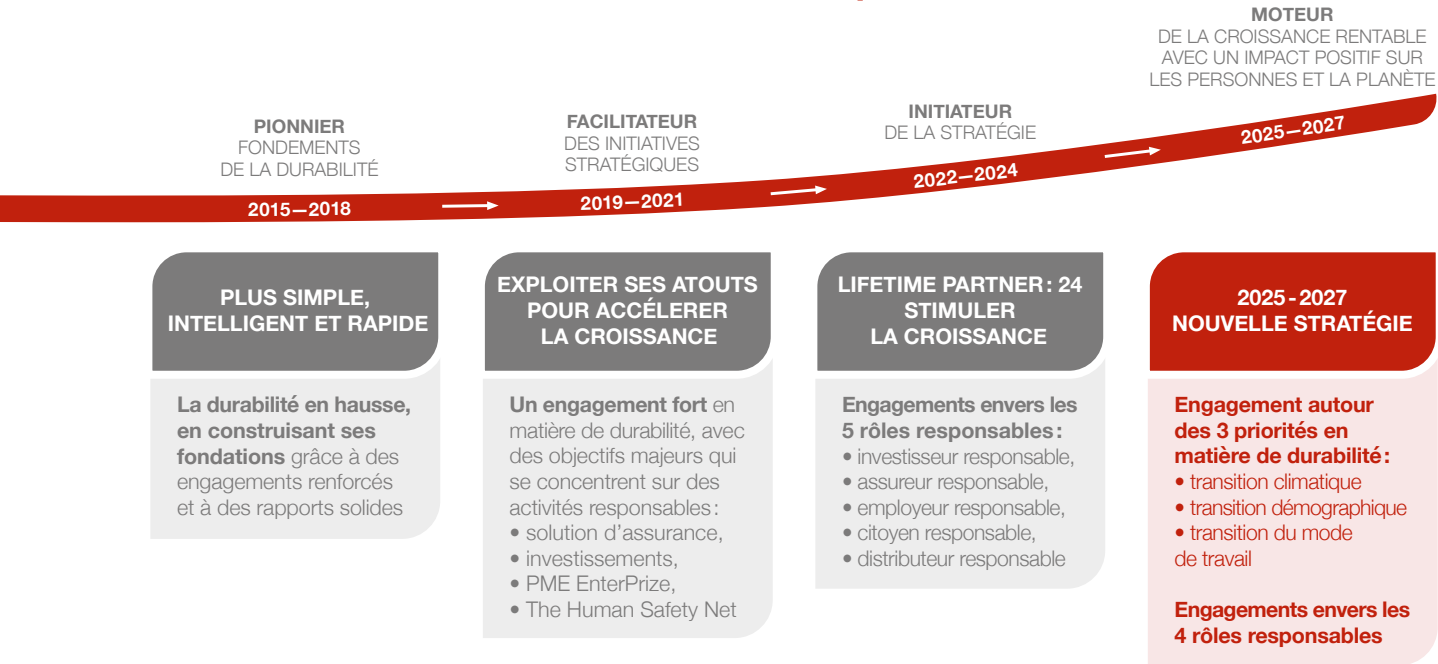 PIONNIER
FONDEMENTS
DE LA DURABILITÉ
2015—2018
PLUS SIMPLE,
INTELLIGENT ET RAPIDE
La durabilité en hausse,
en construisant ses
fondations grâce à des
engagements renforcés
et à des rapports solides
FACILITATEUR
DES INITIATIVES
STRATÉGIQUES
2019—2021
EXPLOITER SES ATOUTS
POUR ACCÉLERER
LA CROISSANCE
Un engagement fort en
matière de durabilité, avec
des objectifs majeurs qui
se concentrent sur des
activités responsables :
• solution d’assurance,
• investissements,
• PME EnterPrize,
• The Human Safety Net
INITIATEUR
DE LA STRATÉGIE
2022—2024
LIFETIME PARTNER : 24
STIMULER
LA CROISSANCE
Engagements envers les
5 rôles responsables :
• investisseur responsable,
• assureur responsable,
• employeur responsable,
• citoyen responsable,
• distributeur responsable
MOTEUR
DE LA CROISSANCE RENTABLE
AVEC UN IMPACT POSITIF SUR
LES PERSONNES ET LA PLANÈTE
2025—2027
2025 - 2027
NOUVELLE STRATÉGIE
Engagement autour
des 3 priorités en
matière de durabilité :
• transition climatique
• transition démographique
• transition du mode
de travail
Engagements envers les
4 rôles responsables